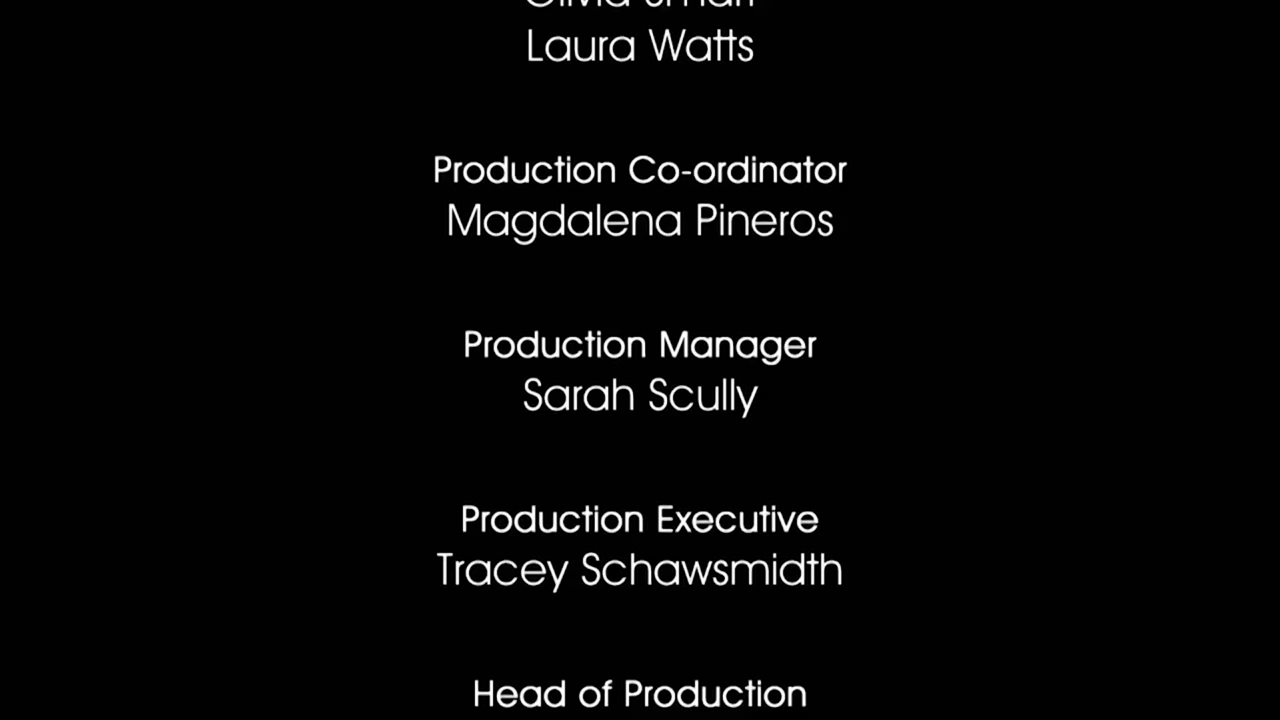 Laura Watts
Production Co-ordinator
Magdalena Pineros
Production Manager
Sarah Scully
Production Executive
Tracey Schawsmidth
Head of Production